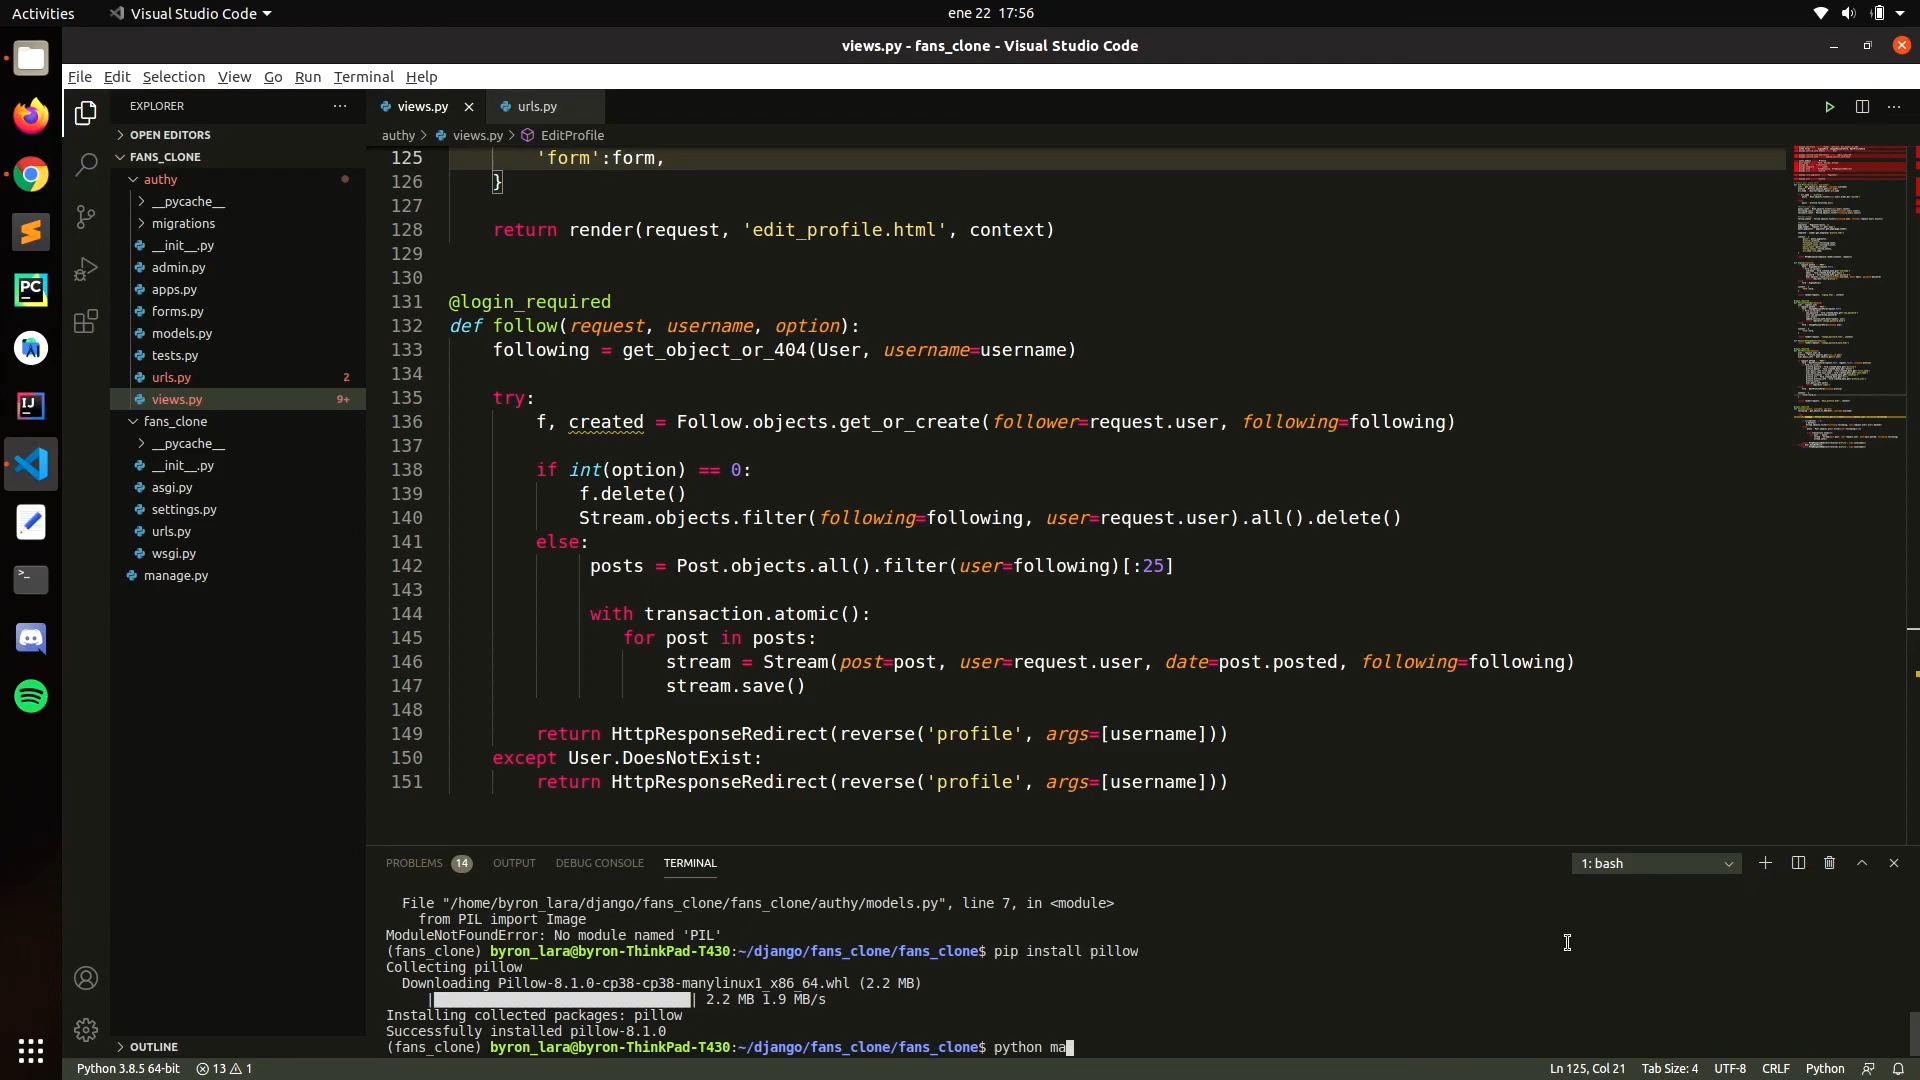 Activities
Visual Studio Code
ene 22 17:56
views.py - fans_clone - Visual Studio Code
File Edit Selection View Go Run Terminal Help
EXPLORER
OPEN EDITORS
FANS_CLONE
authy
__pycache__
migrations
__init__.py
admin.py
apps.py
forms.py
models.py
tests.py
urls.py 2
views.py 9+
fans_clone
__pycache__
__init__.py
asgi.py
settings.py
urls.py
wsgi.py
manage.py
OUTLINE
views.py
urls.py
authy > views.py > EditProfile
125 'form':form,
126 }
127
128 return render(request, 'edit_profile.html', context)
129
130
131 @login_required
132 def follow(request, username, option):
133 following = get_object_or_404(User, username=username)
134
135 try:
136 f, created = Follow.objects.get_or_create(follower=request.user, following=following)
137
138 if int(option) == 0:
139 f.delete()
140 Stream.objects.filter(following=following, user=request.user).all().delete()
141 else:
142 posts = Post.objects.all().filter(user=following)[:25]
143
144 with transaction.atomic():
145 for post in posts:
146 stream = Stream(post=post, user=request.user, date=post.posted, following=following)
147 stream.save()
148
149 return HttpResponseRedirect(reverse('profile', args=[username]))
150 except User.DoesNotExist:
151 return HttpResponseRedirect(reverse('profile', args=[username]))
PROBLEMS 14 OUTPUT DEBUG CONSOLE TERMINAL
1: bash
File "/home/byron_lara/django/fans_clone/fans_clone/authy/models.py", line 7, in <module>
from PIL import Image
ModuleNotFoundError: No module named 'PIL'
(fans_clone) byron_lara@byron-ThinkPad-T430:~/django/fans_clone/fans_clone$ pip install pillow
Collecting pillow
Downloading Pillow-8.1.0-cp38-cp38-manylinux1_x86_64.whl (2.2 MB)
| | 2.2 MB 1.9 MB/s
Installing collected packages: pillow
Successfully installed pillow-8.1.0
(fans_clone) byron_lara@byron-ThinkPad-T430:~/django/fans_clone/fans_clone$ python ma
Python 3.8.5 64-bit
13 1
Ln 125, Col 21
Tab Size: 4
UTF-8
CRLF
Python